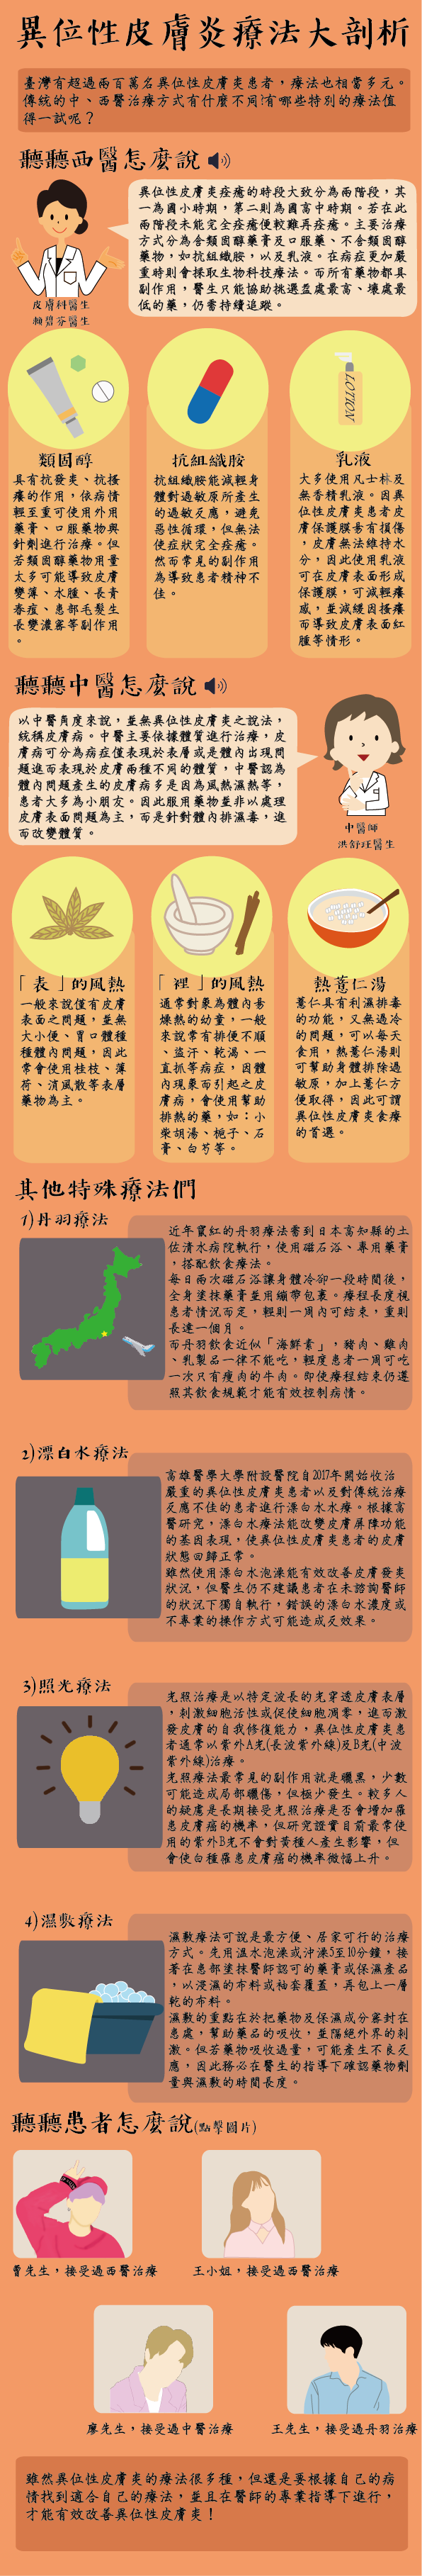 異位性皮膚炎療法大剖析
臺灣有超過兩百萬名異位性皮膚炎患者，療法也相當多元。
傳統的中、西醫治療方式有什麼不同?有哪些特別的療法值
得一試呢？
聽聽西醫怎麼說
異位性皮膚炎痊癒的時段大致分為兩階段，其
一為國小時期，第二則為國高中時期。若在此
兩階段未能完全痊癒便較難再痊癒。主要治療
方式分為含類固醇藥膏及口服藥、不含類固醇
藥物，如抗組織胺，以及乳液。在病症更加嚴
重時則會採取生物科技療法。而所有藥物都具
副作用，醫生只能協助挑選益處最高、壞處最
低的藥，仍需持續追蹤。
皮膚科醫生
賴碧芬醫生
LOTION
類固醇
具有抗發炎、抗搔
癢的作用，依病情
輕至重可使用外用
藥膏、口服藥物與
針劑進行治療。但
若類固醇藥物用量
太多可能導致皮膚
變薄、水腫、長青
春痘、患部毛髮生
長變濃密等副作用
。
抗組織胺
抗組織胺能減輕身
體對過敏原所產生
的過敏反應，避免
惡性循環，但無法
使症狀完全痊癒。
然而常見的副作用
為導致患者精神不
佳。
乳液
大多使用凡士林及
無香精乳液。因異
位性皮膚炎患者皮
膚保護膜易有損傷
，皮膚無法維持水
分，因此使用乳液
可在皮膚表面形成
保護膜，可減輕癢
感，並減緩因搔癢
而導致皮膚表面紅
腫等情形。
聽聽中醫怎麼說
以中醫角度來說，並無異位性皮膚炎之說法，
統稱皮膚病。中醫主要依據體質進行治療，皮
膚病可分為病症僅表現於表層或是體內出現問
題進而表現於皮膚兩種不同的體質，中醫認為
體內問題產生的皮膚病多是因為風熱濕熱等，
患者大多為小朋友。因此服用藥物並非以處理
皮膚表面問題為主，而是針對體內排濕毒，進
而改變體質。
中醫師
洪舒玨醫生
「表」的風熱
一般來說僅有皮膚
表面之問題，並無
大小便、胃口體種
種體內問題，因此
常會使用桂枝、薄
荷、消風散等表層
藥物為主。
「裡」的風熱
通常對象為體內易
燥熱的幼童，一般
來說常有排便不順
、盜汗、乾渴、一
直抓等病症，因體
內現象而引起之皮
膚病，會使用幫助
排熱的藥，如：小
柴胡湯、梔子、石
膏、白芍等。
熱薏仁湯
薏仁具有利濕排毒
的功能，又無過冷
的問題，可以每天
食用，熱薏仁湯則
可幫助身體排除過
敏原，加上薏仁方
便取得，因此可謂
異位性皮膚炎食療
的首選。
其他特殊療法們
1)丹羽療法
近年竄紅的丹羽療法需到日本高知縣的土
佐清水病院執行，使用磁石浴、專用藥膏
，搭配飲食療法。
每日兩次磁石浴讓身體冷卻一段時間後，
全身塗抹藥膏並用繃帶包裹。療程長度視
患者情況而定，輕則一周內可結束，重則
長達一個月。
而丹羽飲食近似「海鮮素」，豬肉、雞肉
、乳製品一律不能吃，輕度患者一周可吃
一次只有瘦肉的牛肉。即使療程結束仍遵
照其飲食規範才能有效控制病情。
2)漂白水療法
高雄醫學大學附設醫院自2017年開始收治
嚴重的異位性皮膚炎患者以及對傳統治療
反應不佳的患者進行漂白水水療。根據高
醫研究，漂白水療法能改變皮膚屏障功能
的基因表現，使異位性皮膚炎患者的皮膚
狀態回歸正常。
雖然使用漂白水泡澡能有效改善皮膚發炎
狀況，但醫生仍不建議患者在未諮詢醫師
的狀況下獨自執行，錯誤的漂白水濃度或
不專業的操作方式可能造成反效果。
3)照光療法
光照治療是以特定波長的光穿透皮膚表層
，刺激細胞活性或促使細胞凋零，進而激
發皮膚的自我修復能力，異位性皮膚炎患
者通常以紫外A光(長波紫外線)及B光(中波
紫外線)治療。
光照療法最常見的副作用就是曬黑，少數
可能造成局部曬傷，但極少發生。較多人
的疑慮是長期接受光照治療是否會增加罹
患皮膚癌的機率，但研究證實目前最常使
用的紫外B光不會對黃種人產生影響，但
會使白種罹患皮膚癌的機率微幅上升。
4)濕敷療法
濕敷療法可說是最方便、居家可行的治療
方式。先用溫水泡澡或沖澡5至10分鐘，接
著在患部塗抹醫師認可的藥膏或保濕產品
，以浸濕的布料或袖套覆蓋，再包上一層
乾的布料。
濕敷的重點在於把藥物及保濕成分密封在
患處，幫助藥品的吸收，並隔絕外界的刺
激。但若藥物吸收過量，可能產生不良反
應，因此務必在醫生的指導下確認藥物劑
量與濕敷的時間長度。
聽聽患者怎麼說(點擊圖片)
曾先生，接受過西醫治療
王小姐，接受過西醫治療
廖先生，接受過中醫治療
王先生，接受過丹羽治療
雖然異位性皮膚炎的療法很多種，但還是要根據自己的病
情找到適合自己的療法，並且在醫師的專業指導下進行，
才能有效改善異位性皮膚炎！